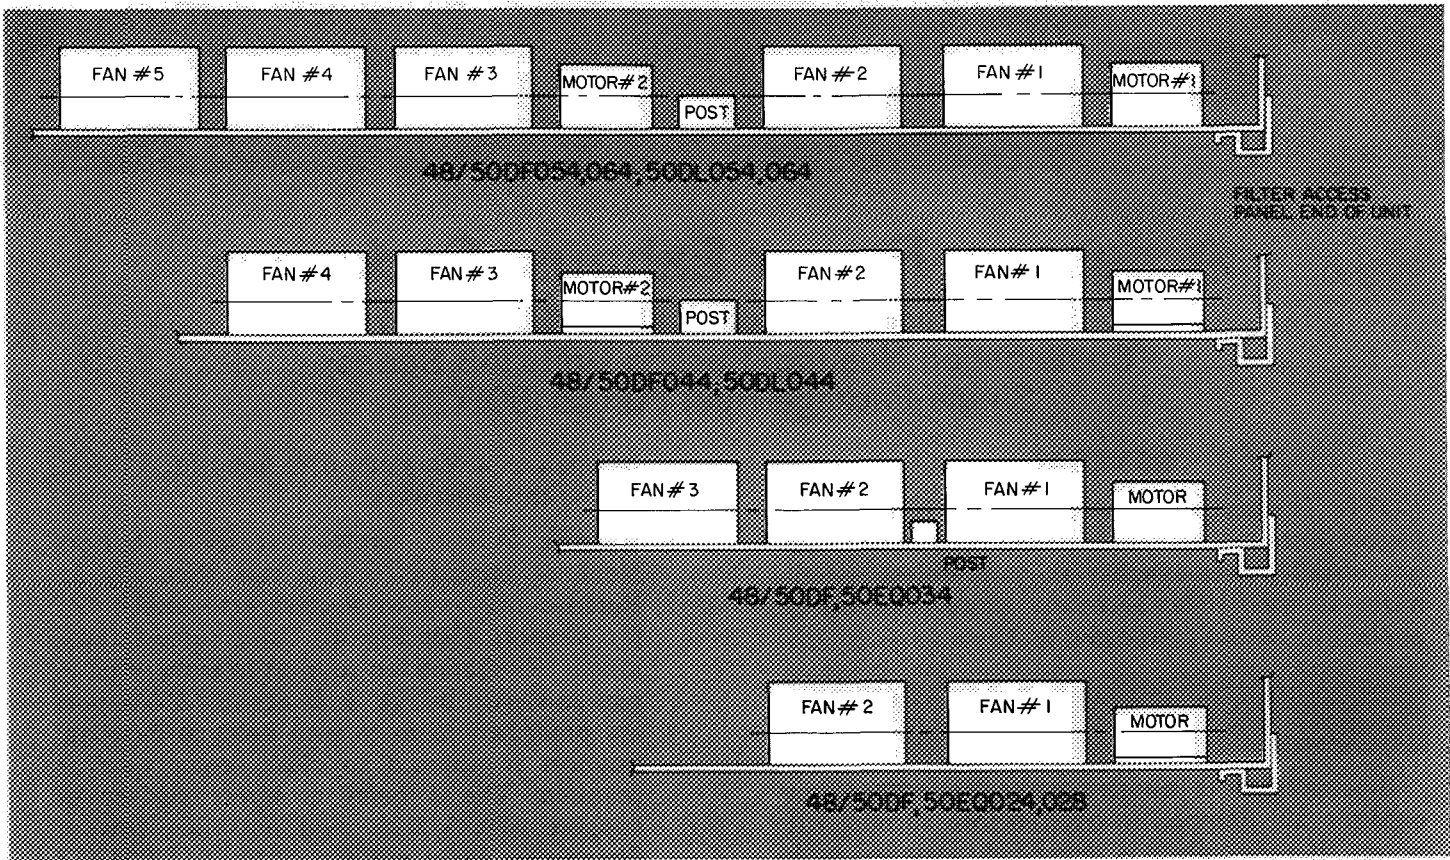 FAN #5 FAN #4 FAN #3 MOTOR#2 POST FAN #2 FAN #1 MOTOR#1
48/50DF054,064;50DL054,064
FILTER ACCESS
PANEL END OF UNIT
FAN #4 FAN #3 MOTOR#2 POST FAN #2 FAN #1 MOTOR#1
48/50DF044;50DL044
FAN #3 FAN #2 FAN #1 MOTOR
POST
48/50DF,50EQ034
FAN #2 FAN #1 MOTOR
48/50DF,50EQ024,028